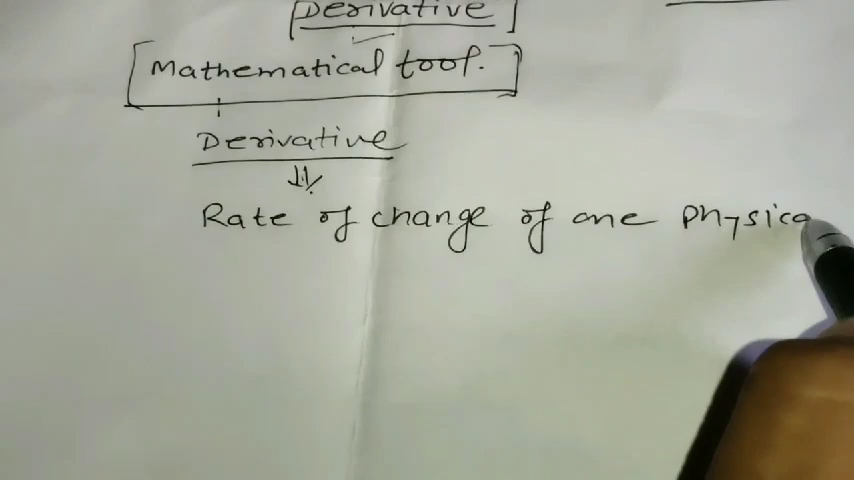 [Derivative]
[Mathematical tool.]
Derivative
⇓
Rate of change of one physica